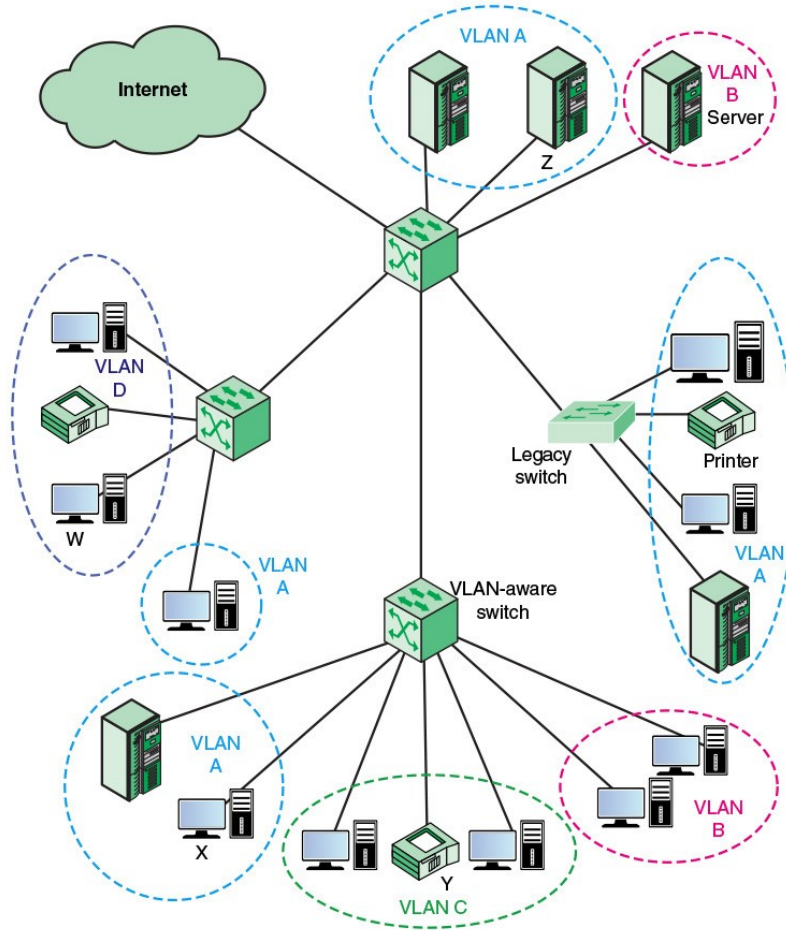 Internet
VLAN A
Z
VLAN
B
Server
VLAN
D
W
VLAN
A
Legacy
switch
Printer
VLAN
A
VLAN-aware
switch
VLAN
A
X
Y
VLAN C
VLAN
B